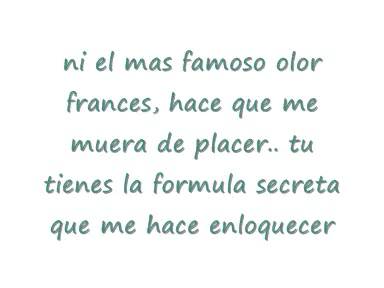 ni el mas famoso olor
frances, hace que me
muera de placer.. tu
tienes la formula secreta
que me hace enloquecer